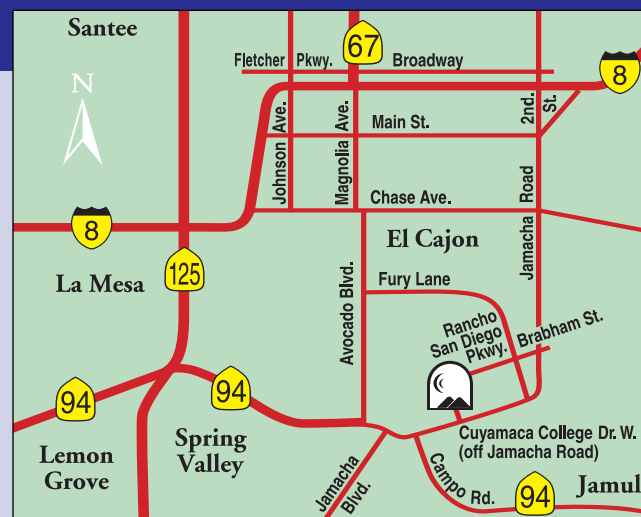 Santee
67
Fletcher Pkwy. Broadway
8
N
Johnson Ave.
Magnolia Ave.
Main St.
2nd. St.
Chase Ave.
8
El Cajon
Jamacha Road
La Mesa
125
Avocado Blvd.
Fury Lane
Rancho
San Diego
Pkwy.
Brabham St.
94
94
Lemon
Grove
Spring
Valley
Cuyamaca College Dr. W.
(off Jamacha Road)
Jamacha
Blvd.
Campo Rd.
94
Jamul